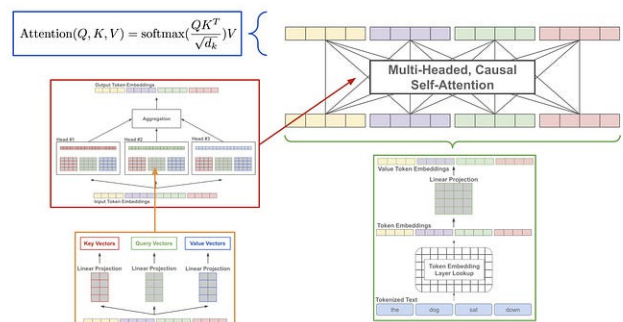 Attention(Q, K, V) = softmax(QK^T/√d_k)V
Multi-Headed, Causal
Self-Attention
Output Token Embeddings
Aggregation
Head #1
Head #2
Head #3
Input Token Embeddings
Key Vectors
Query Vectors
Value Vectors
Linear Projection
Linear Projection
Linear Projection
Value Token Embeddings
Linear Projection
Token Embeddings
Token Embedding
Layer Lookup
Tokenized Text
the
dog
sat
down